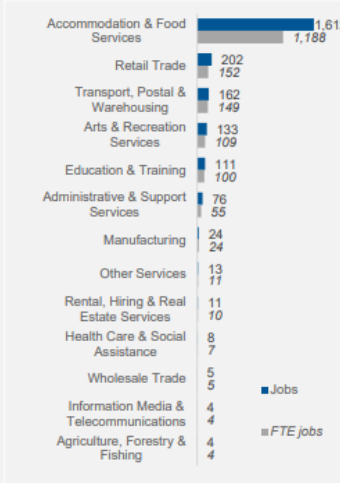 Accommodation & Food
Services
1,188
Retail Trade
202
152
Transport, Postal &
Warehousing
162
149
Arts & Recreation
Services
133
109
Education & Training
111
100
Administrative & Support
Services
76
55
Manufacturing
24
24
Other Services
13
11
Rental, Hiring & Real
Estate Services
11
10
Health Care & Social
Assistance
8
7
Wholesale Trade
5
5
Jobs
Information Media &
Telecommunications
4
4
FTE jobs
Agriculture, Forestry &
Fishing
4
4